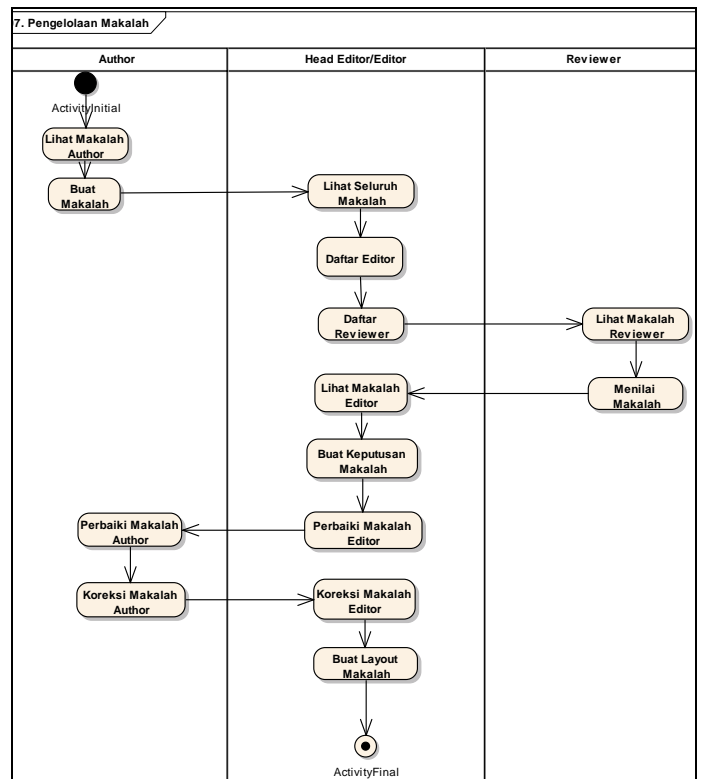 7. Pengelolaan Makalah
Author
Head Editor/Editor
Reviewer
ActivityInitial
Lihat Makalah
Author
Buat
Makalah
Lihat Seluruh
Makalah
Daftar Editor
Daftar
Reviewer
Lihat Makalah
Reviewer
Menilai
Makalah
Lihat Makalah
Editor
Buat Keputusan
Makalah
Perbaiki Makalah
Editor
Perbaiki Makalah
Author
Koreksi Makalah
Author
Koreksi Makalah
Editor
Buat Layout
Makalah
ActivityFinal